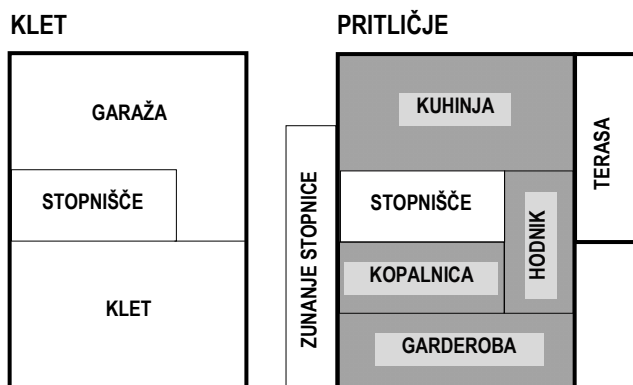 KLET
PRITLIČJE
GARAŽA
STOPNIŠČE
KLET
ZUNANJE STOPNICE
KUHINJA
STOPNIŠČE
HODNIK
KOPALNICA
GARDEROBA
TERASA